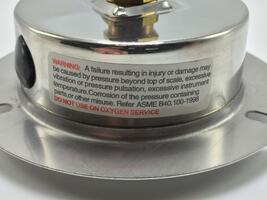 WARNING: A failure resulting in injury or damage may
be caused by pressure beyond top of scale, excessive
vibration or pressure pulsation, excessive instrument
temperature.Corrosion of the pressure containing
parts,or other misuse. Refer ASME B40.100-1998
DO NOT USE ON OXYGEN SERVICE